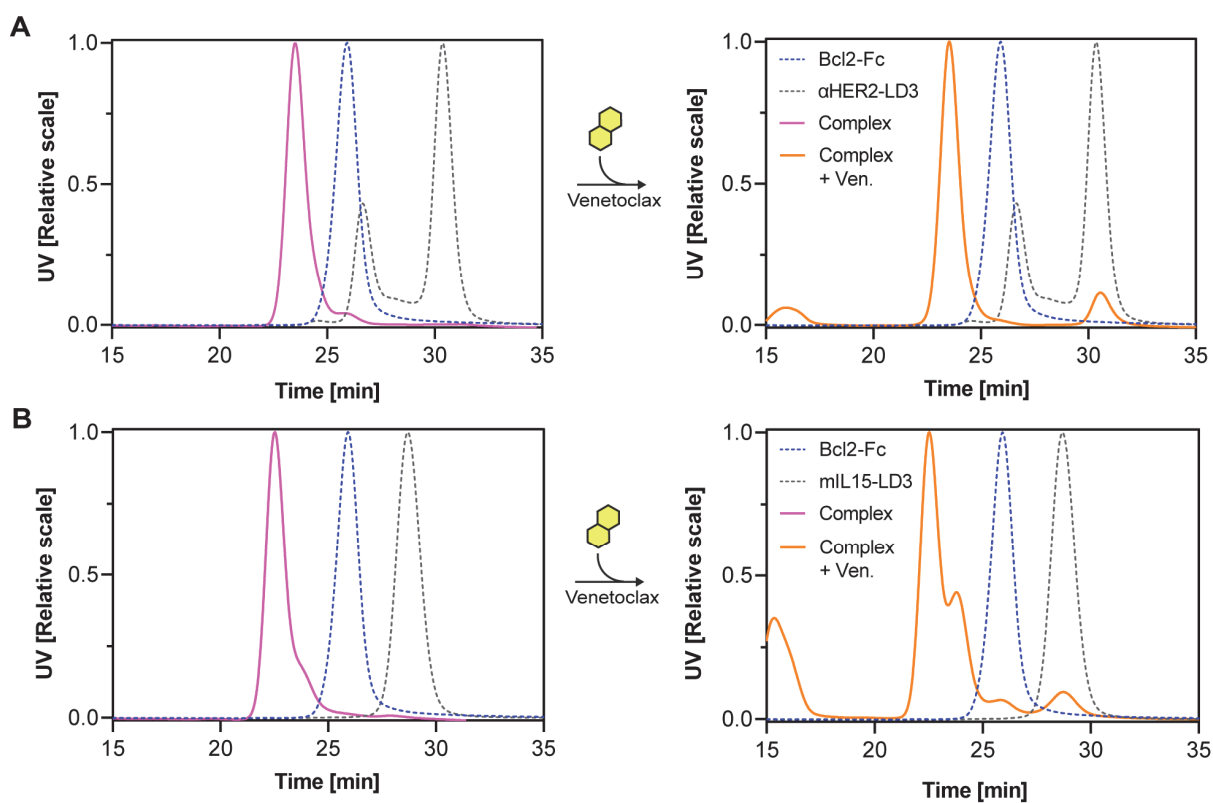 A
UV [Relative scale]
1.0
0.5
0.0
15
20
25
30
35
Time [min]
Venetoclax
UV [Relative scale]
1.0
0.5
0.0
15
20
25
30
35
Time [min]
Bcl2-Fc
αHER2-LD3
Complex
Complex
+ Ven.
B
UV [Relative scale]
1.0
0.5
0.0
15
20
25
30
35
Time [min]
Venetoclax
UV [Relative scale]
1.0
0.5
0.0
15
20
25
30
35
Time [min]
Bcl2-Fc
mIL15-LD3
Complex
Complex
+ Ven.